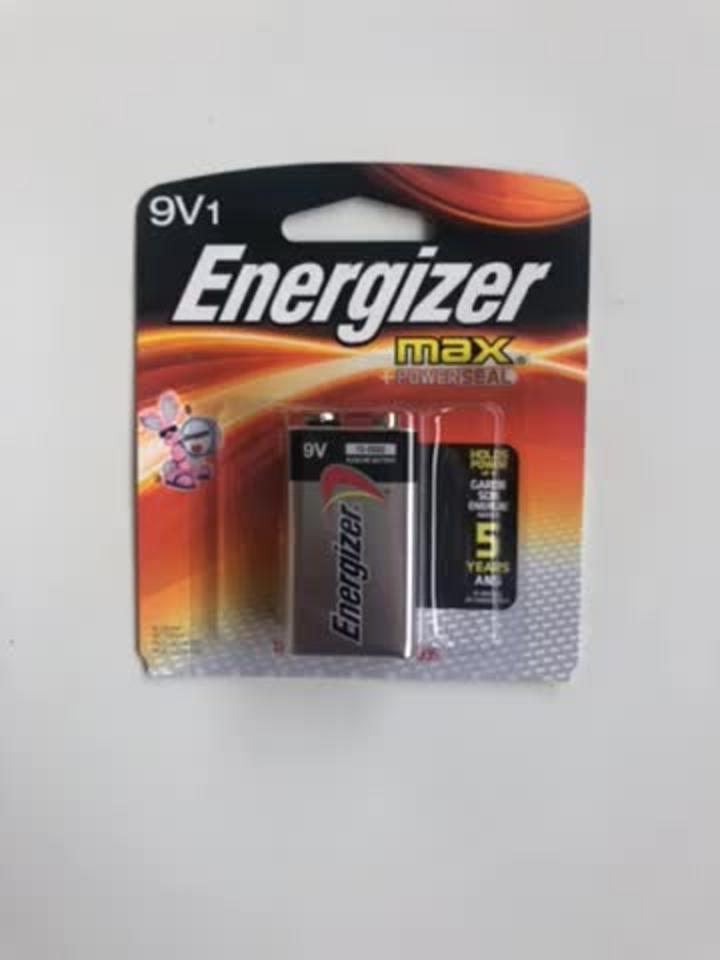 9V1
Energizer
max®
+POWERSEAL
9V
Energizer
HOLDS
POWER
GARDE
SON
ÉNERGIE
5
YEARS
ANS